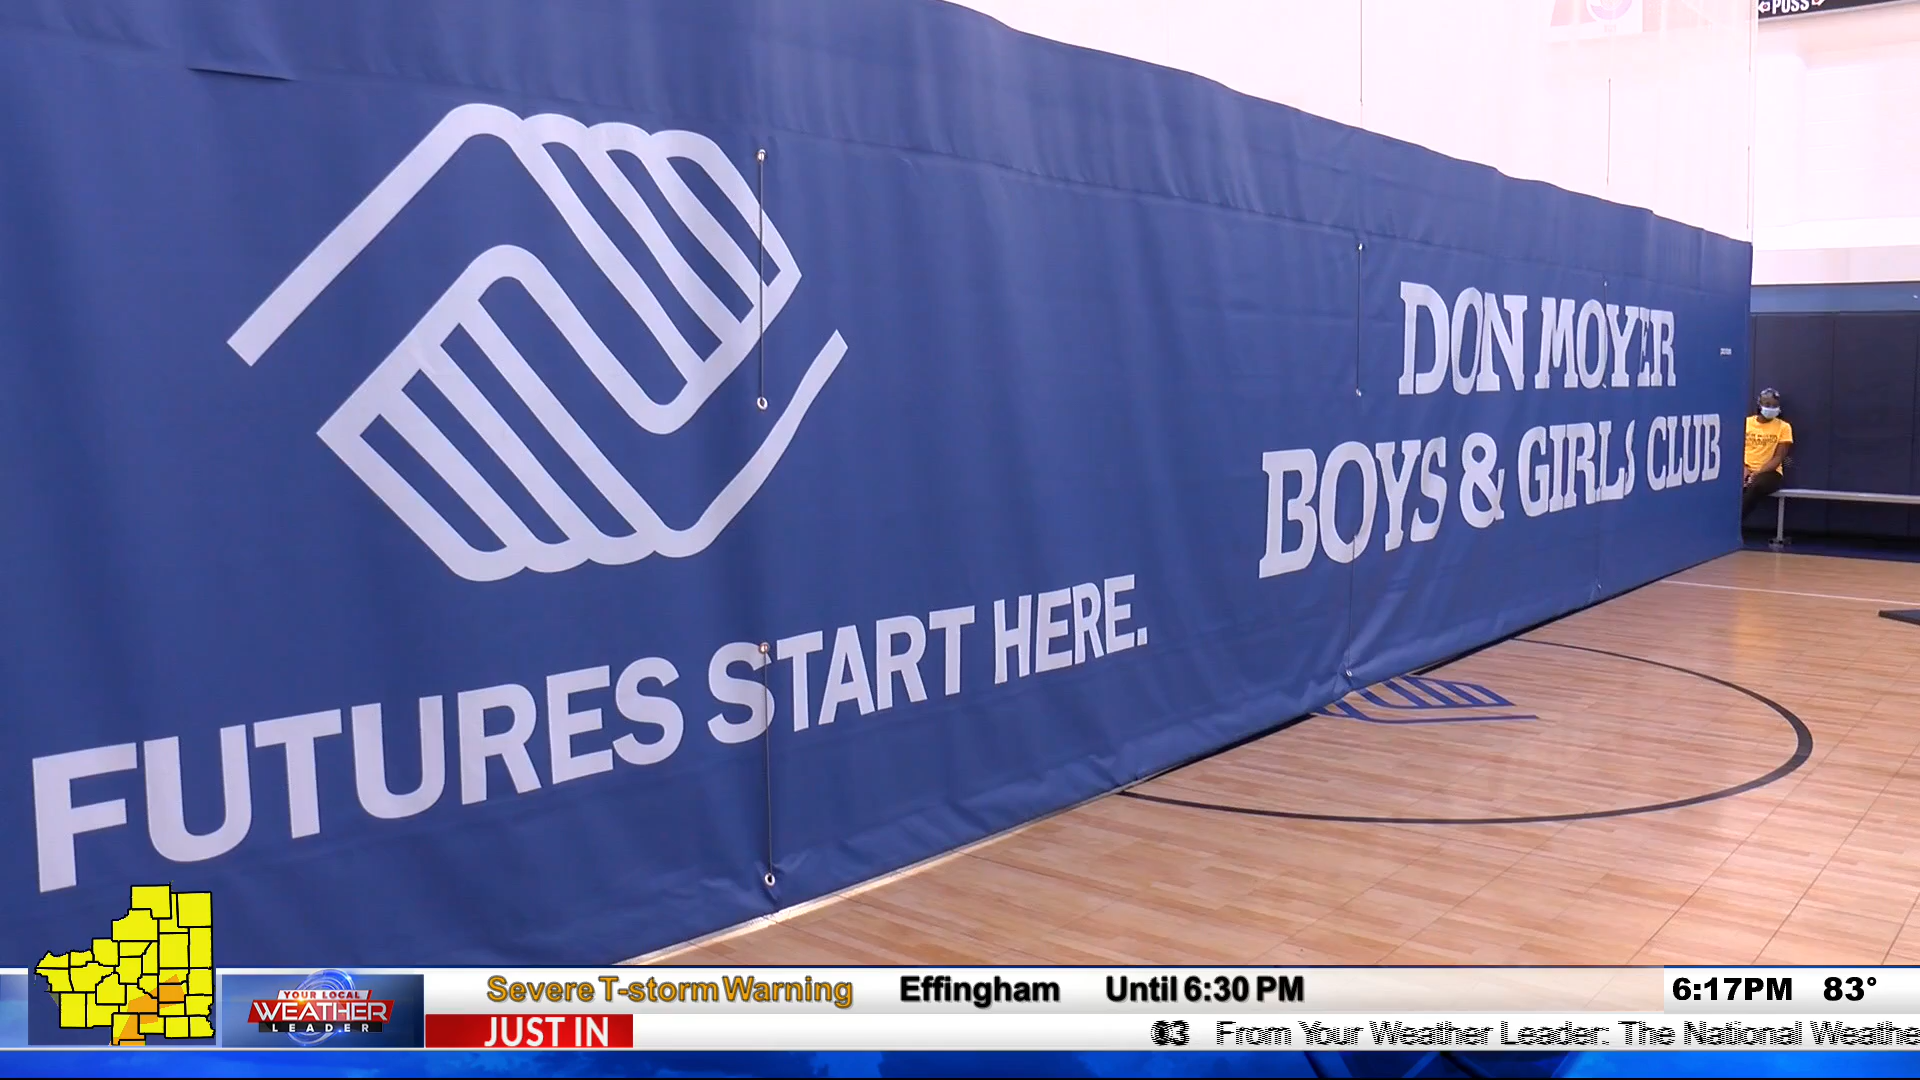 POSS
DON MOYER
BOYS & GIRLS CLUB
FUTURES START HERE.
YOUR LOCAL
WEATHER
LEADER
Severe T-storm Warning Effingham Until 6:30 PM
6:17PM 83°
JUST IN
From Your Weather Leader: The National Weathe